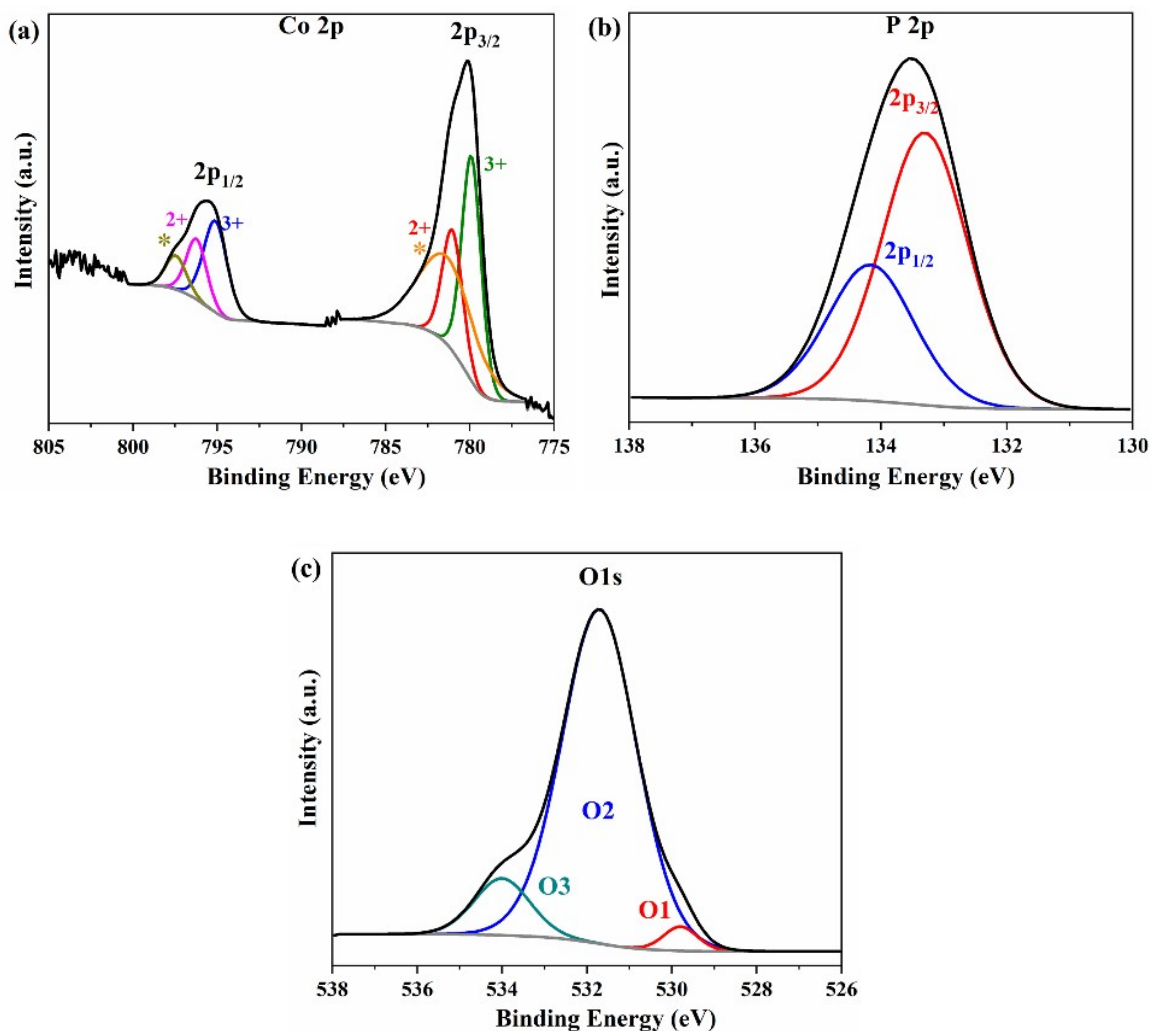 (a)
Co 2p
2p3/2
3+
2+
*
2p1/2
2+
3+
*
Intensity (a.u.)
805 800 795 790 785 780 775
Binding Energy (eV)
(b)
P 2p
2p3/2
2p1/2
Intensity (a.u.)
138 136 134 132 130
Binding Energy (eV)
(c)
O1s
O2
O3
O1
Intensity (a.u.)
538 536 534 532 530 528 526
Binding Energy (eV)